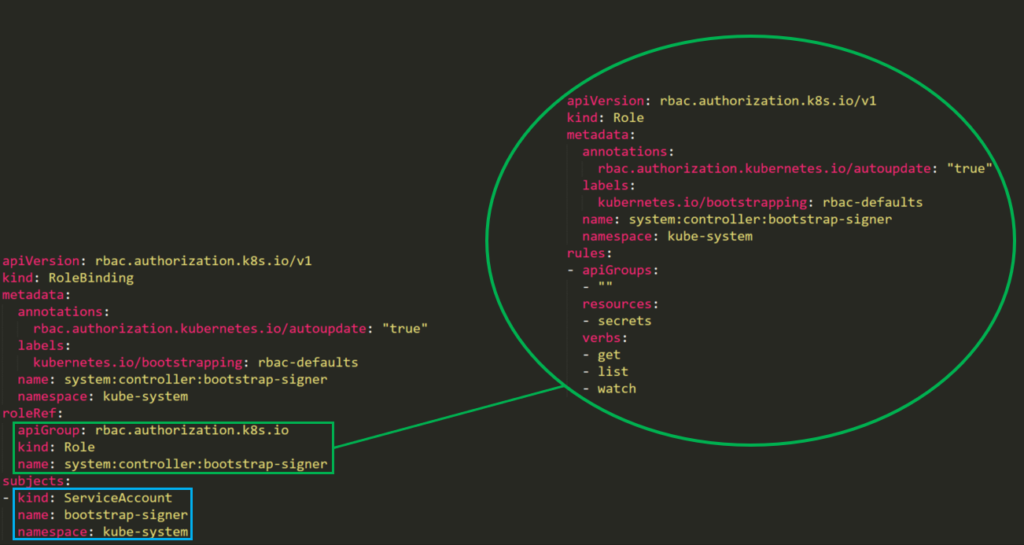 apiVersion: rbac.authorization.k8s.io/v1
kind: RoleBinding
metadata:
  annotations:
    rbac.authorization.kubernetes.io/autoupdate: "true"
  labels:
    kubernetes.io/bootstrapping: rbac-defaults
  name: system:controller:bootstrap-signer
  namespace: kube-system
roleRef:
  apiGroup: rbac.authorization.k8s.io
  kind: Role
  name: system:controller:bootstrap-signer
subjects:
- kind: ServiceAccount
  name: bootstrap-signer
  namespace: kube-system
apiVersion: rbac.authorization.k8s.io/v1
kind: Role
metadata:
  annotations:
    rbac.authorization.kubernetes.io/autoupdate: "true"
  labels:
    kubernetes.io/bootstrapping: rbac-defaults
  name: system:controller:bootstrap-signer
  namespace: kube-system
rules:
- apiGroups:
  - ""
  resources:
  - secrets
  verbs:
  - get
  - list
  - watch